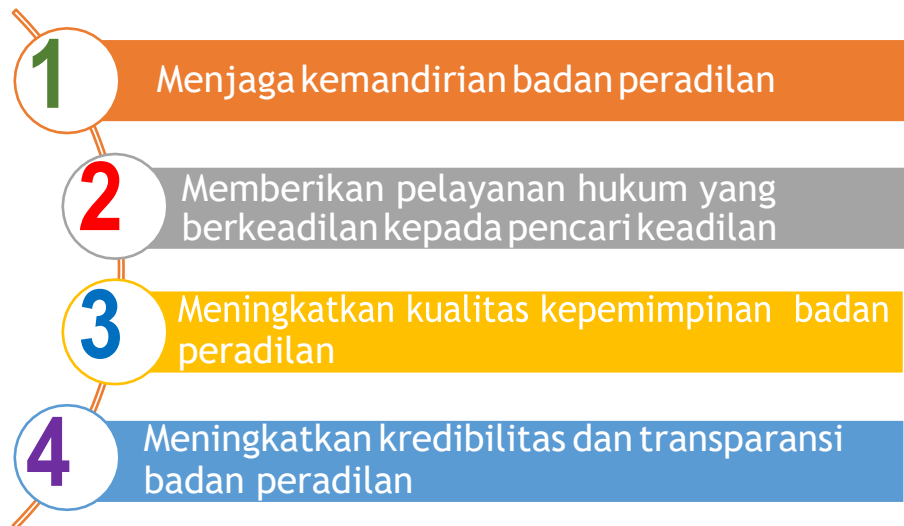 1
Menjaga kemandirian badan peradilan
2
Memberikan pelayanan hukum yang
berkeadilan kepada pencari keadilan
3
Meningkatkan kualitas kepemimpinan badan
peradilan
4
Meningkatkan kredibilitas dan transparansi
badan peradilan